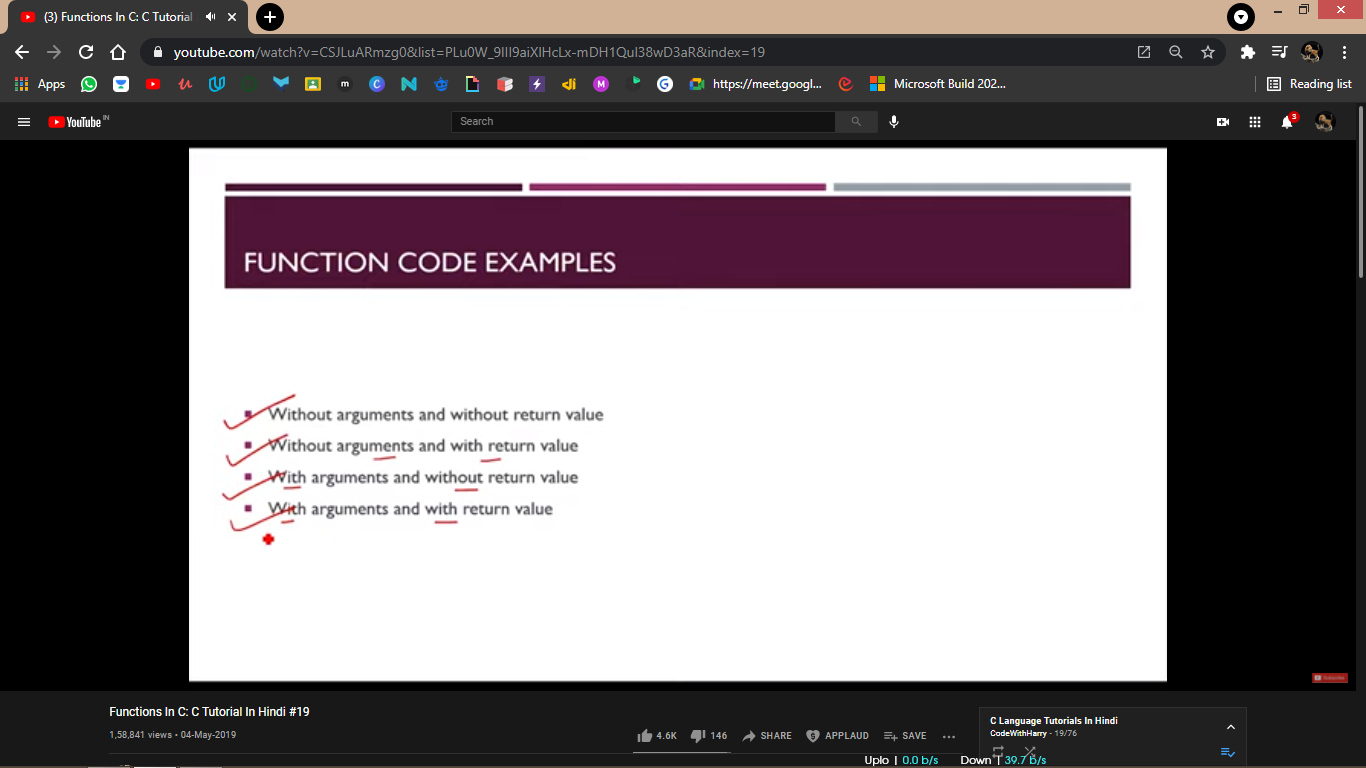 (3) Functions In C: C Tutorial
youtube.com/watch?v=CSJLuARmzg0&list=PLu0W_9lII9aiXlHcLx-mDH1Qul38wD3aR&index=19
Apps
https://meet.googl...
Microsoft Build 202...
Reading list
YouTube IN
Search
3
FUNCTION CODE EXAMPLES
Without arguments and without return value
Without arguments and with return value
With arguments and without return value
With arguments and with return value
Subscribe
Functions In C: C Tutorial In Hindi #19
1,58,841 views • 04-May-2019
4.6K
146
SHARE
APPLAUD
SAVE
C Language Tutorials In Hindi
CodeWithHarry - 19/76
Uplo | 0.0 b/s Down | 39.7 b/s